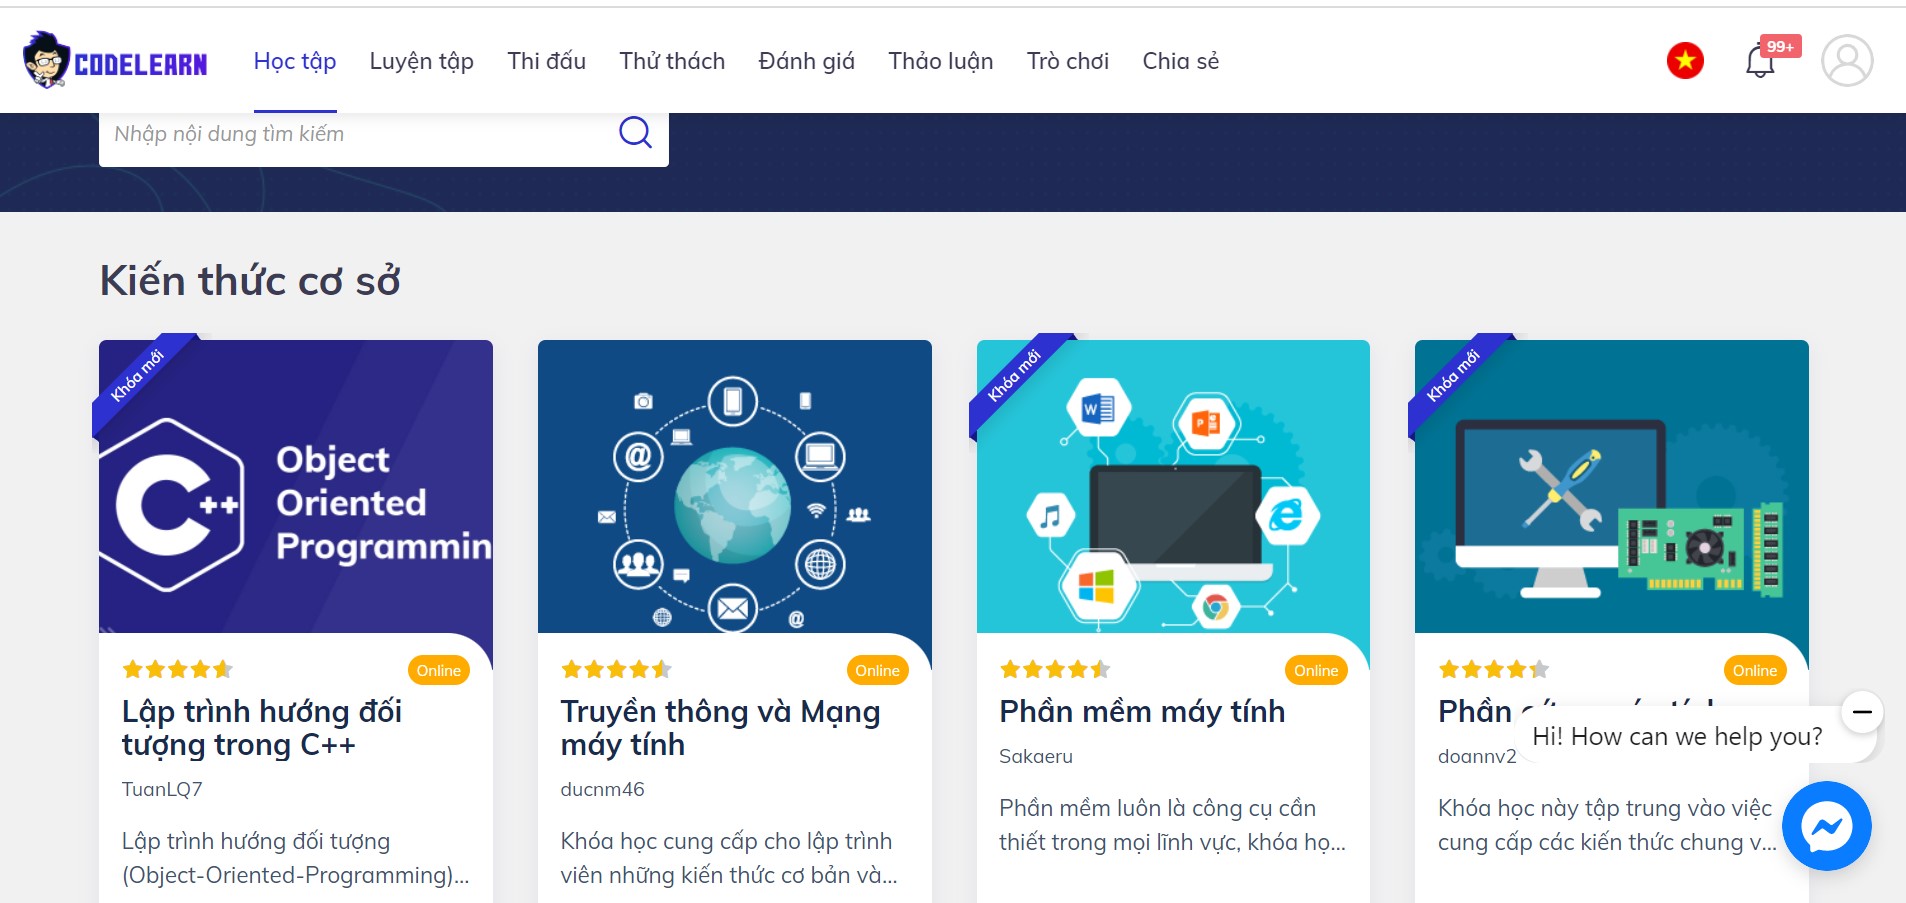 CODELEARN
Học tập
Luyện tập
Thi đấu
Thử thách
Đánh giá
Thảo luận
Trò chơi
Chia sẻ
99+
Nhập nội dung tìm kiếm
Kiến thức cơ sở
Khóa mới
C++
Object
Oriented
Programmin
Online
Lập trình hướng đối
tượng trong C++
TuanLQ7
Lập trình hướng đối tượng
(Object-Oriented-Programming)...
Online
Truyền thông và Mạng
máy tính
ducnm46
Khóa học cung cấp cho lập trình
viên những kiến thức cơ bản và...
Khóa mới
Online
Phần mềm máy tính
Sakaeru
Phần mềm luôn là công cụ cần
thiết trong mọi lĩnh vực, khóa họ...
Khóa mới
Online
Phần
doannv2
Khóa học này tập trung vào việc
cung cấp các kiến thức chung v...
Hi! How can we help you?